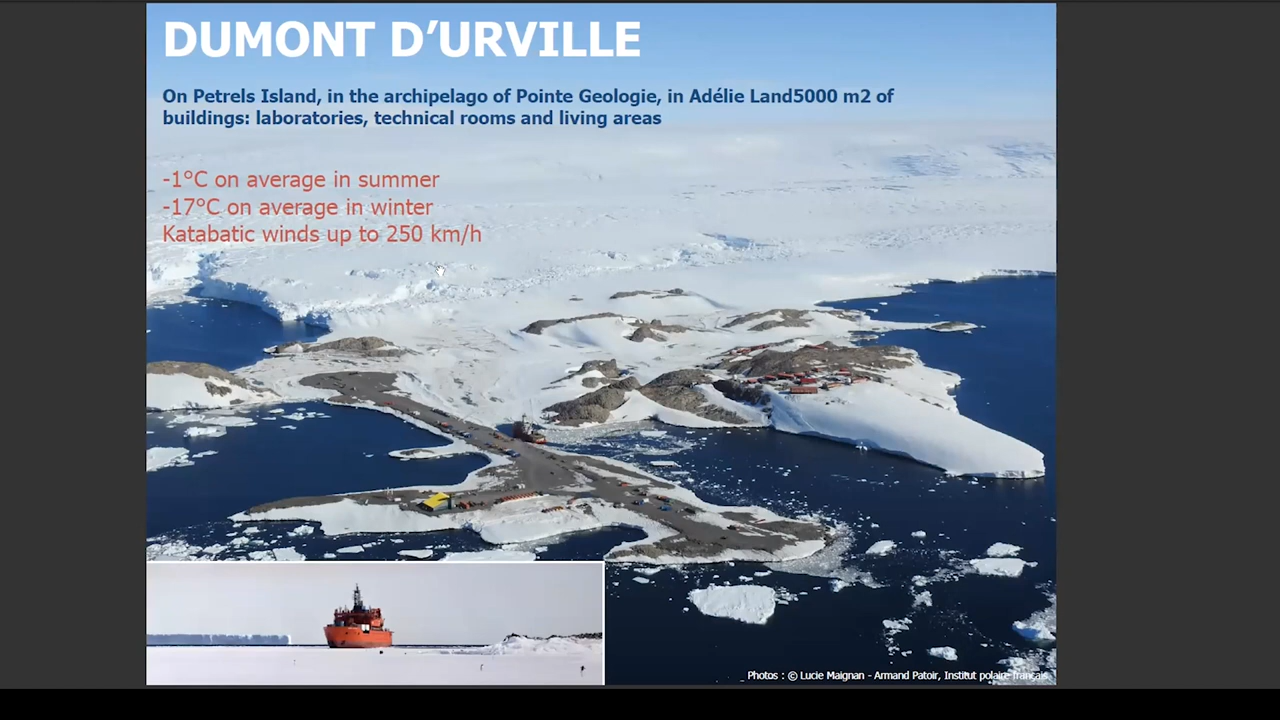 DUMONT D’URVILLE
On Petrels Island, in the archipelago of Pointe Geologie, in Adélie Land5000 m2 of
buildings: laboratories, technical rooms and living areas
-1°C on average in summer
-17°C on average in winter
Katabatic winds up to 250 km/h
Photos : © Lucie Maignan - Armand Patoir, Institut polaire français